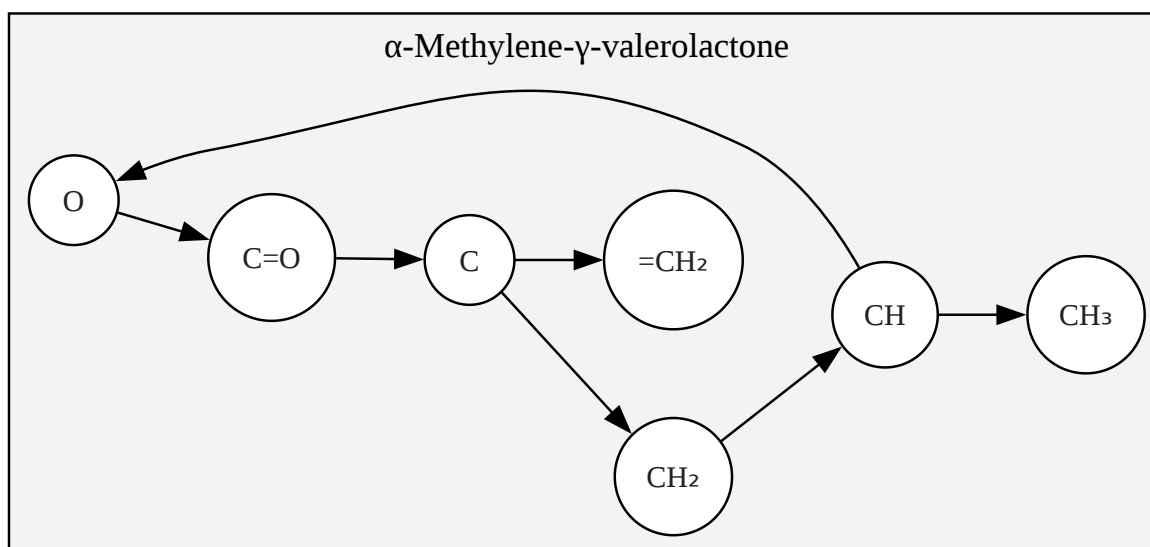 α-Methylene-γ-valerolactone
O
C=O
C
=CH₂
CH
CH₃
CH₂